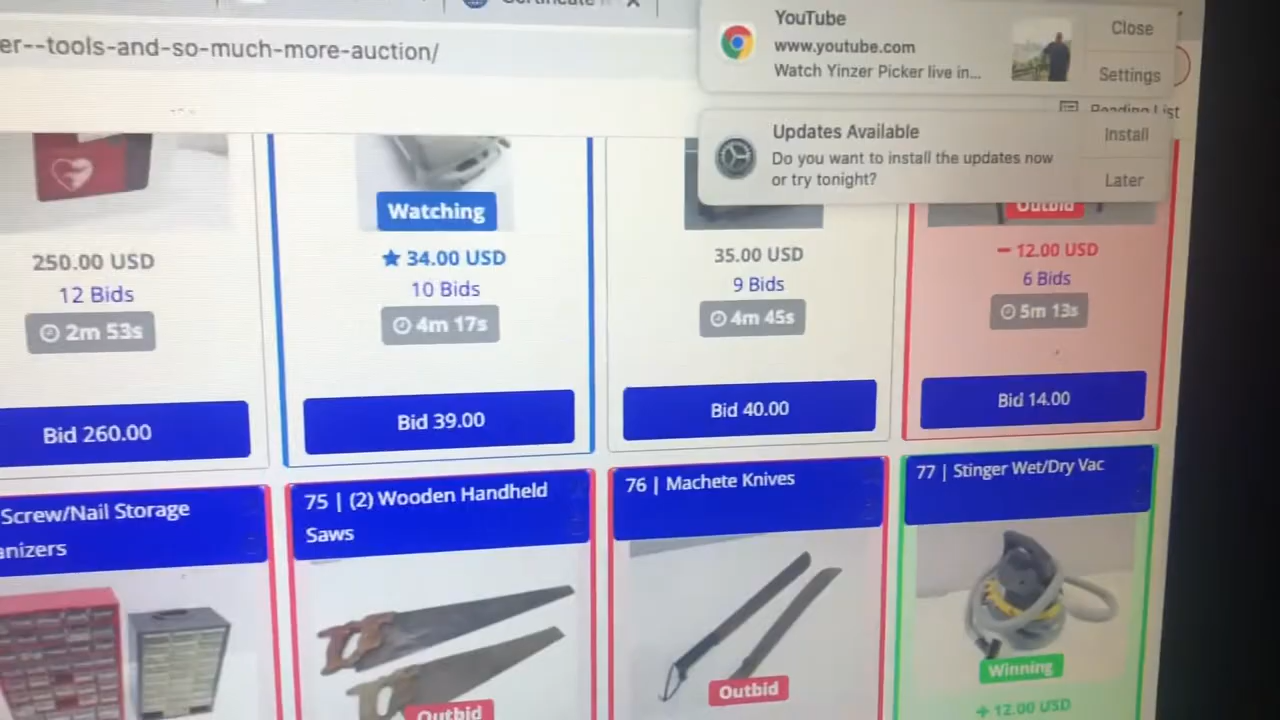 er--tools-and-so-much-more-auction/
YouTube
www.youtube.com
Watch Yinzer Picker live in...
Close
Settings
Reading List
Updates Available
Do you want to install the updates now
or try tonight?
Install
Later
250.00 USD
12 Bids
2m 53s
Bid 260.00
Watching
34.00 USD
10 Bids
4m 17s
Bid 39.00
35.00 USD
9 Bids
4m 45s
Bid 40.00
Outbid
12.00 USD
6 Bids
5m 13s
Bid 14.00
Screw/Nail Storage
anizers
75 | (2) Wooden Handheld
Saws
Outbid
76 | Machete Knives
Outbid
77 | Stinger Wet/Dry Vac
Winning
+ 12.00 USD